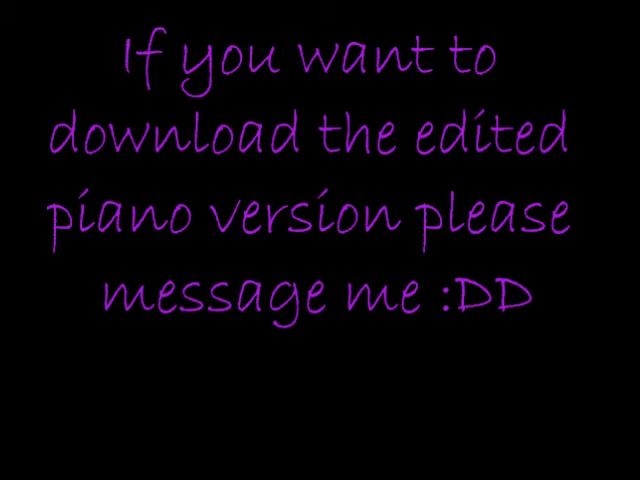 If you want to
download the edited
piano version please
message me :DD